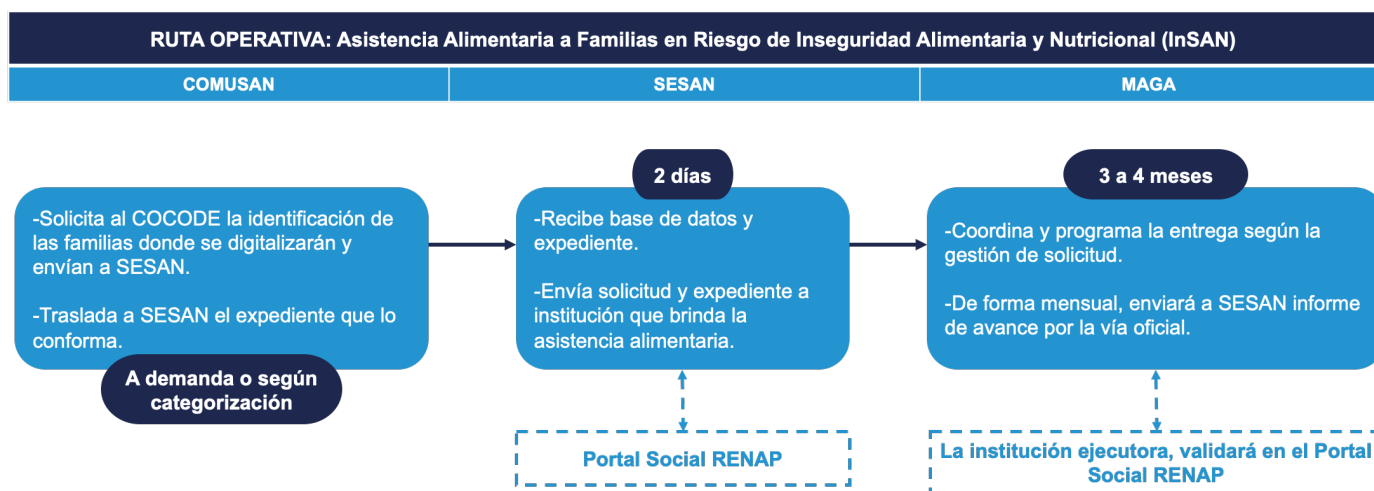 RUTA OPERATIVA: Asistencia Alimentaria a Familias en Riesgo de Inseguridad Alimentaria y Nutricional (InSAN)
COMUSAN
SESAN
MAGA
-Solicita al COCODE la identificación de
las familias donde se digitalizarán y
envían a SESAN.
-Traslada a SESAN el expediente que lo
conforma.
A demanda o según
categorización
2 días
-Recibe base de datos y
expediente.
-Envía solicitud y expediente a
institución que brinda la
asistencia alimentaria.
Portal Social RENAP
3 a 4 meses
-Coordina y programa la entrega según la
gestión de solicitud.
-De forma mensual, enviará a SESAN informe
de avance por la vía oficial.
La institución ejecutora, validará en el Portal
Social RENAP